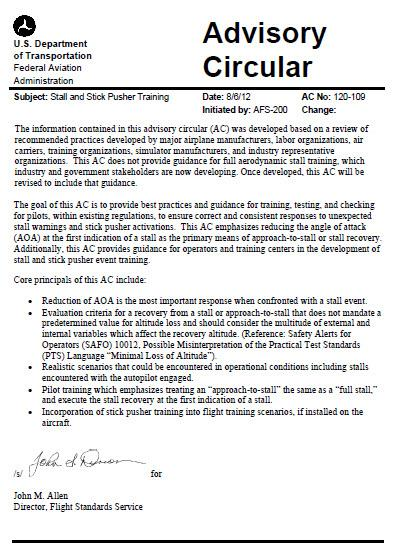 U.S. Department
of Transportation
Federal Aviation
Administration
Advisory
Circular
Subject: Stall and Stick Pusher Training Date: 8/6/12 AC No: 120-109
Initiated by: AFS-200 Change:
The information contained in this advisory circular (AC) was developed based on a review of
recommended practices developed by major airplane manufacturers, labor organizations, air
carriers, training organizations, simulator manufacturers, and industry representative
organizations. This AC does not provide guidance for full aerodynamic stall training, which
industry and government stakeholders are now developing. Once developed, this AC will be
revised to include that guidance.
The goal of this AC is to provide best practices and guidance for training, testing, and checking
for pilots, within existing regulations, to ensure correct and consistent responses to unexpected
stall warnings and stick pusher activations. This AC emphasizes reducing the angle of attack
(AOA) at the first indication of a stall as the primary means of approach-to-stall or stall recovery.
Additionally, this AC provides guidance for operators and training centers in the development of
stall and stick pusher event training.
Core principals of this AC include:
• Reduction of AOA is the most important response when confronted with a stall event.
• Evaluation criteria for a recovery from a stall or approach-to-stall that does not mandate a
predetermined value for altitude loss and should consider the multitude of external and
internal variables which affect the recovery altitude. (Reference: Safety Alerts for
Operators (SAFO) 10012, Possible Misinterpretation of the Practical Test Standards
(PTS) Language “Minimal Loss of Altitude”).
• Realistic scenarios that could be encountered in operational conditions including stalls
encountered with the autopilot engaged.
• Pilot training which emphasizes treating an “approach-to-stall” the same as a “full stall,”
and execute the stall recovery at the first indication of a stall.
• Incorporation of stick pusher training into flight training scenarios, if installed on the
aircraft.
/s/ for
John M. Allen
Director, Flight Standards Service